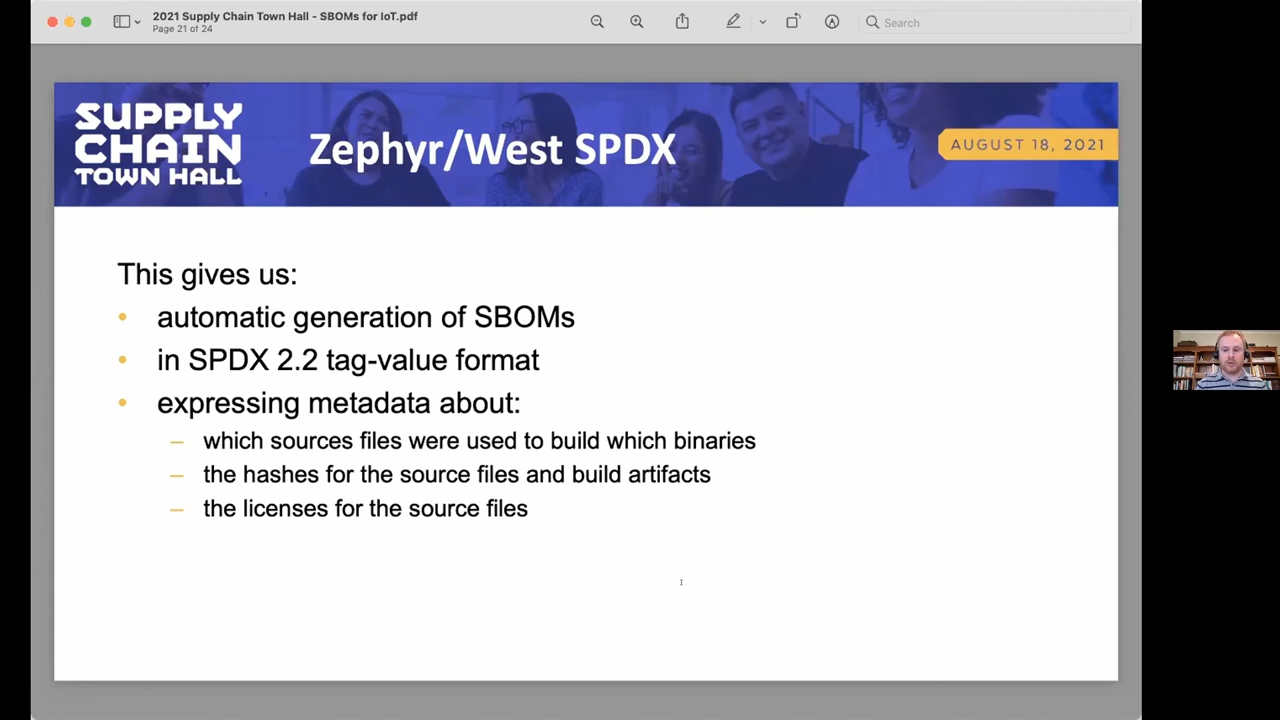 2021 Supply Chain Town Hall - SBOMs for IoT.pdf
Page 21 of 24
Search
SUPPLY
CHAIN
TOWN HALL
Zephyr/West SPDX
AUGUST 18, 2021
This gives us:
• automatic generation of SBOMs
• in SPDX 2.2 tag-value format
• expressing metadata about:
– which sources files were used to build which binaries
– the hashes for the source files and build artifacts
– the licenses for the source files